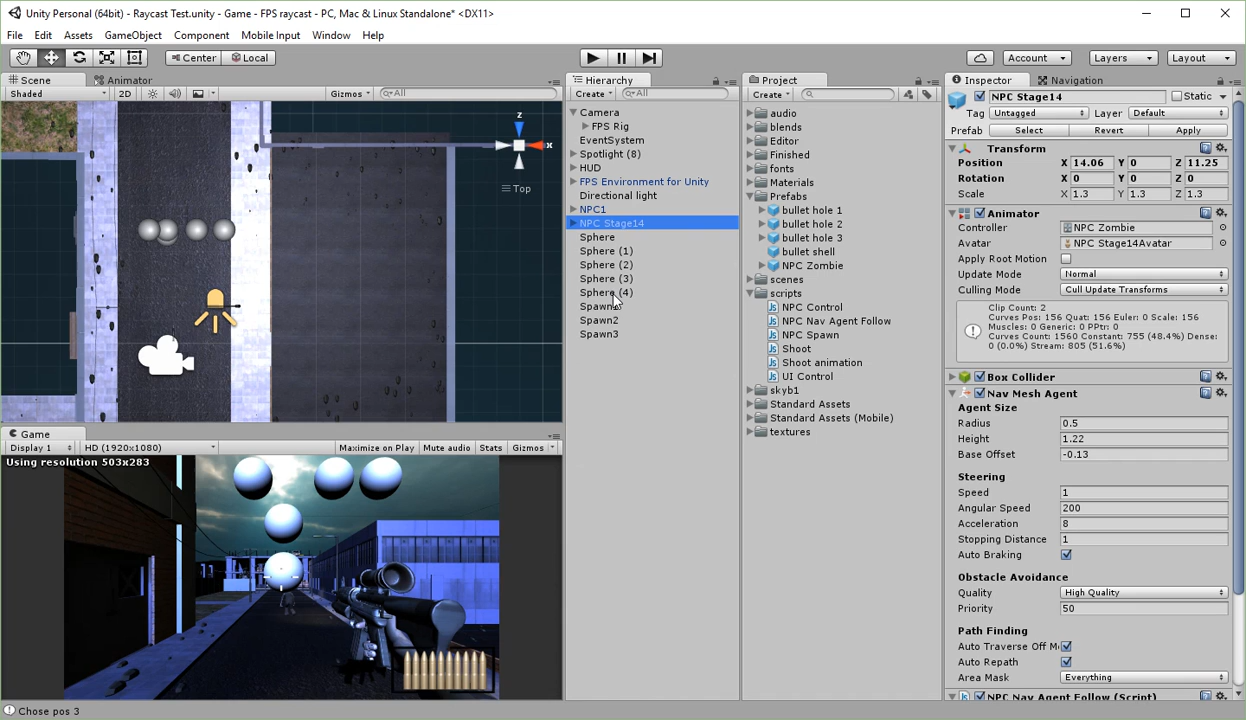 Unity Personal (64bit) - Raycast Test.unity - Game - FPS raycast - PC, Mac & Linux Standalone* <DX11>
File Edit Assets GameObject Component Mobile Input Window Help
Center Local Account Layers Layout
Scene Animator
Shaded 2D Gizmos All
z
x
Top
Game
Display 1 HD (1920x1080) Maximize on Play Mute audio Stats Gizmos
Using resolution 503x283
Hierarchy
Create All
Camera
FPS Rig
EventSystem
Spotlight (8)
HUD
FPS Environment for Unity
Directional light
NPC1
NPC Stage14
Sphere
Sphere (1)
Sphere (2)
Sphere (3)
Sphere (4)
Spawn
Spawn2
Spawn3
Project
Create
audio
blends
Editor
Finished
fonts
Materials
Prefabs
bullet hole 1
bullet hole 2
bullet hole 3
bullet shell
NPC Zombie
scenes
scripts
NPC Control
NPC Nav Agent Follow
NPC Spawn
Shoot
Shoot animation
UI Control
skyb1
Standard Assets
Standard Assets (Mobile)
textures
Inspector Navigation
NPC Stage14 Static
Tag Untagged Layer Default
Prefab Select Revert Apply
Transform
Position X 14.06 Y 0 Z 11.25
Rotation X 0 Y 0 Z 0
Scale X 1.3 Y 1.3 Z 1.3
Animator
Controller NPC Zombie
Avatar NPC Stage14Avatar
Apply Root Motion
Update Mode Normal
Culling Mode Cull Update Transforms
Clip Count: 2
Curves Pos: 156 Quat: 156 Euler: 0 Scale: 156
Muscles: 0 Generic: 0 PPtr: 0
Curves Count: 1560 Constant: 755 (48.4%) Dense:
0 (0.0%) Stream: 805 (51.6%)
Box Collider
Nav Mesh Agent
Agent Size
Radius 0.5
Height 1.22
Base Offset -0.13
Steering
Speed 1
Angular Speed 200
Acceleration 8
Stopping Distance 1
Auto Braking
Obstacle Avoidance
Quality High Quality
Priority 50
Path Finding
Auto Traverse Off M
Auto Repath
Area Mask Everything
NPC Nav Agent Follow (Script)
Chose pos 3